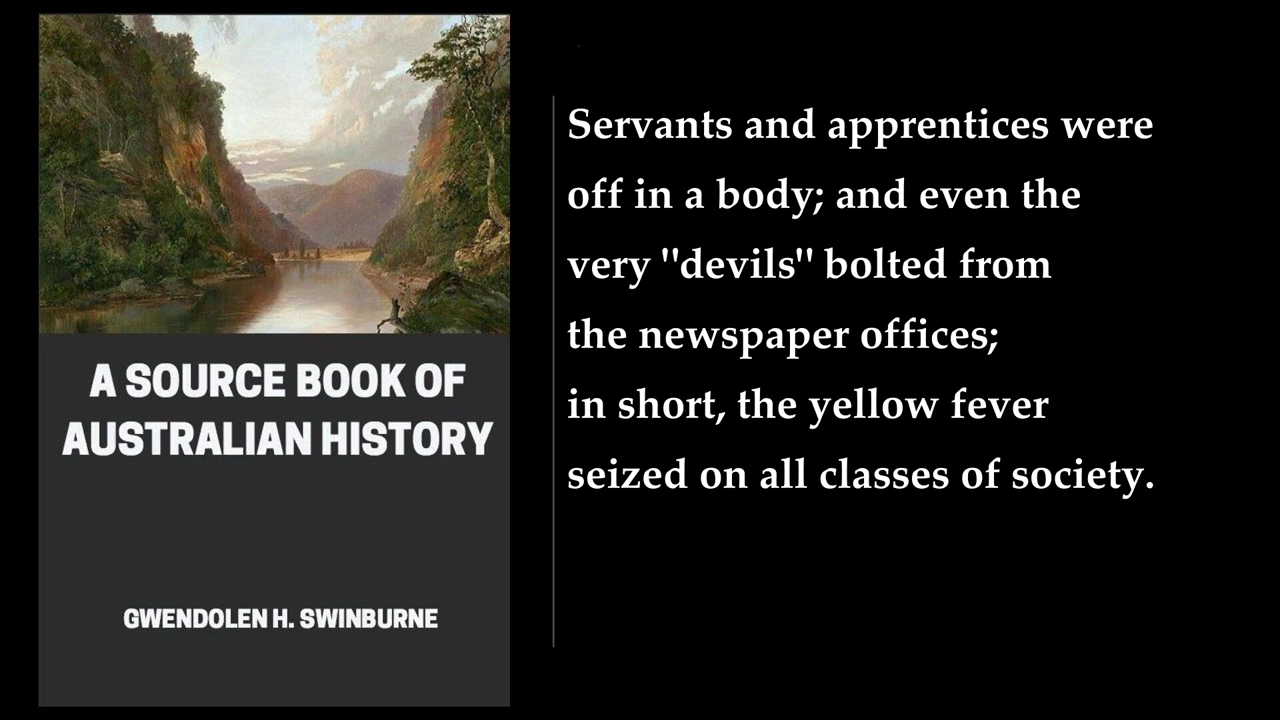 A SOURCE BOOK OF
AUSTRALIAN HISTORY
GWENDOLEN H. SWINBURNE
Servants and apprentices were
off in a body; and even the
very "devils" bolted from
the newspaper offices;
in short, the yellow fever
seized on all classes of society.